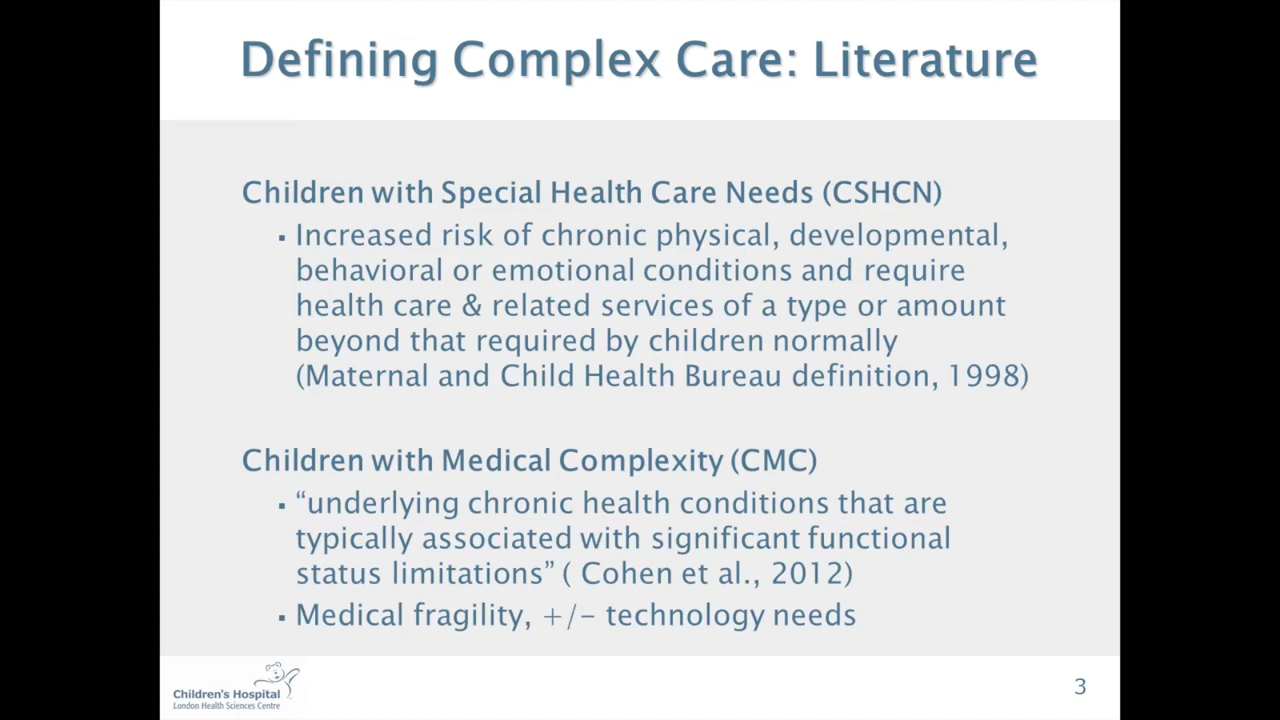 Defining Complex Care: Literature
Children with Special Health Care Needs (CSHCN)
▪ Increased risk of chronic physical, developmental,
behavioral or emotional conditions and require
health care & related services of a type or amount
beyond that required by children normally
(Maternal and Child Health Bureau definition, 1998)
Children with Medical Complexity (CMC)
▪ “underlying chronic health conditions that are
typically associated with significant functional
status limitations” ( Cohen et al., 2012)
▪ Medical fragility, +/- technology needs
Children's Hospital
London Health Sciences Centre
3